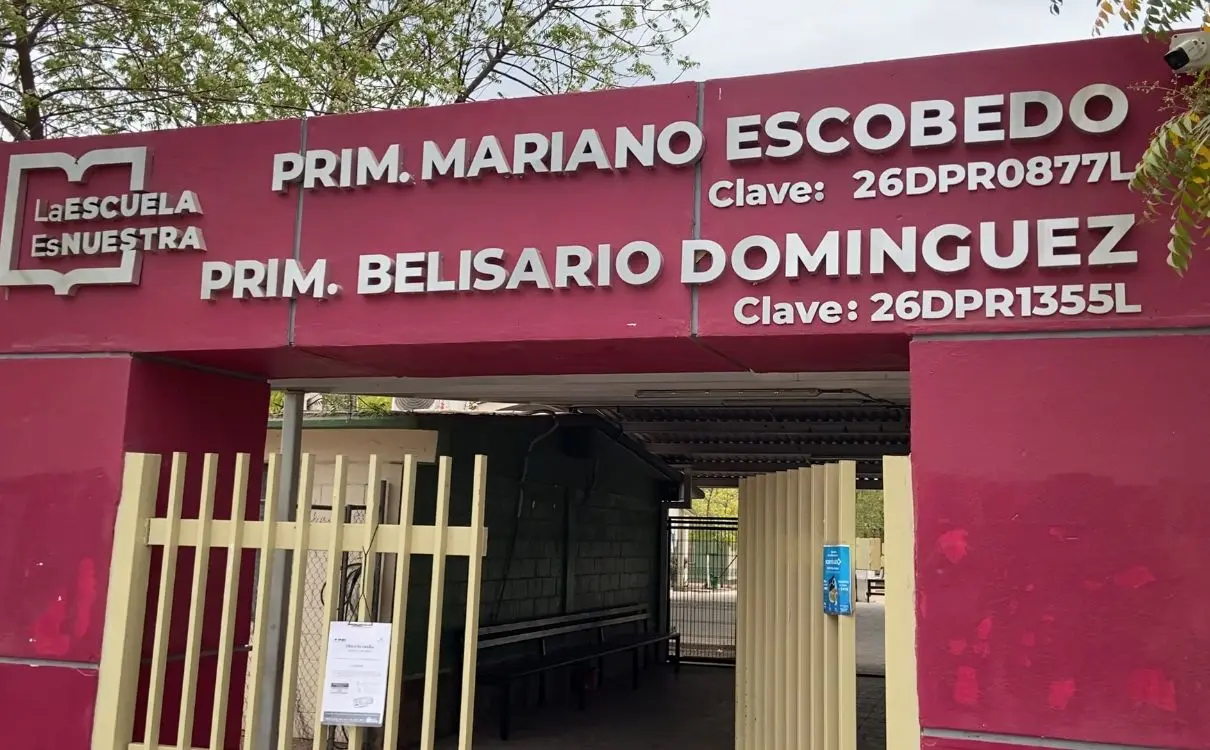 LaESCUELA
EsNUESTRA
PRIM. MARIANO ESCOBEDO
Clave: 26DPR0877L
PRIM. BELISARIO DOMINGUEZ
Clave: 26DPR1355L